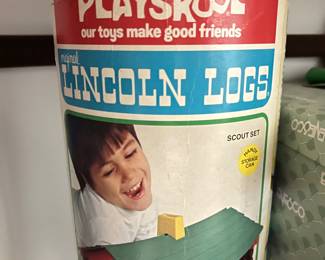 PLAYSKOOL
our toys make good friends
original
LINCOLN LOGS
SCOUT SET
HANDY
STORAGE
CAN